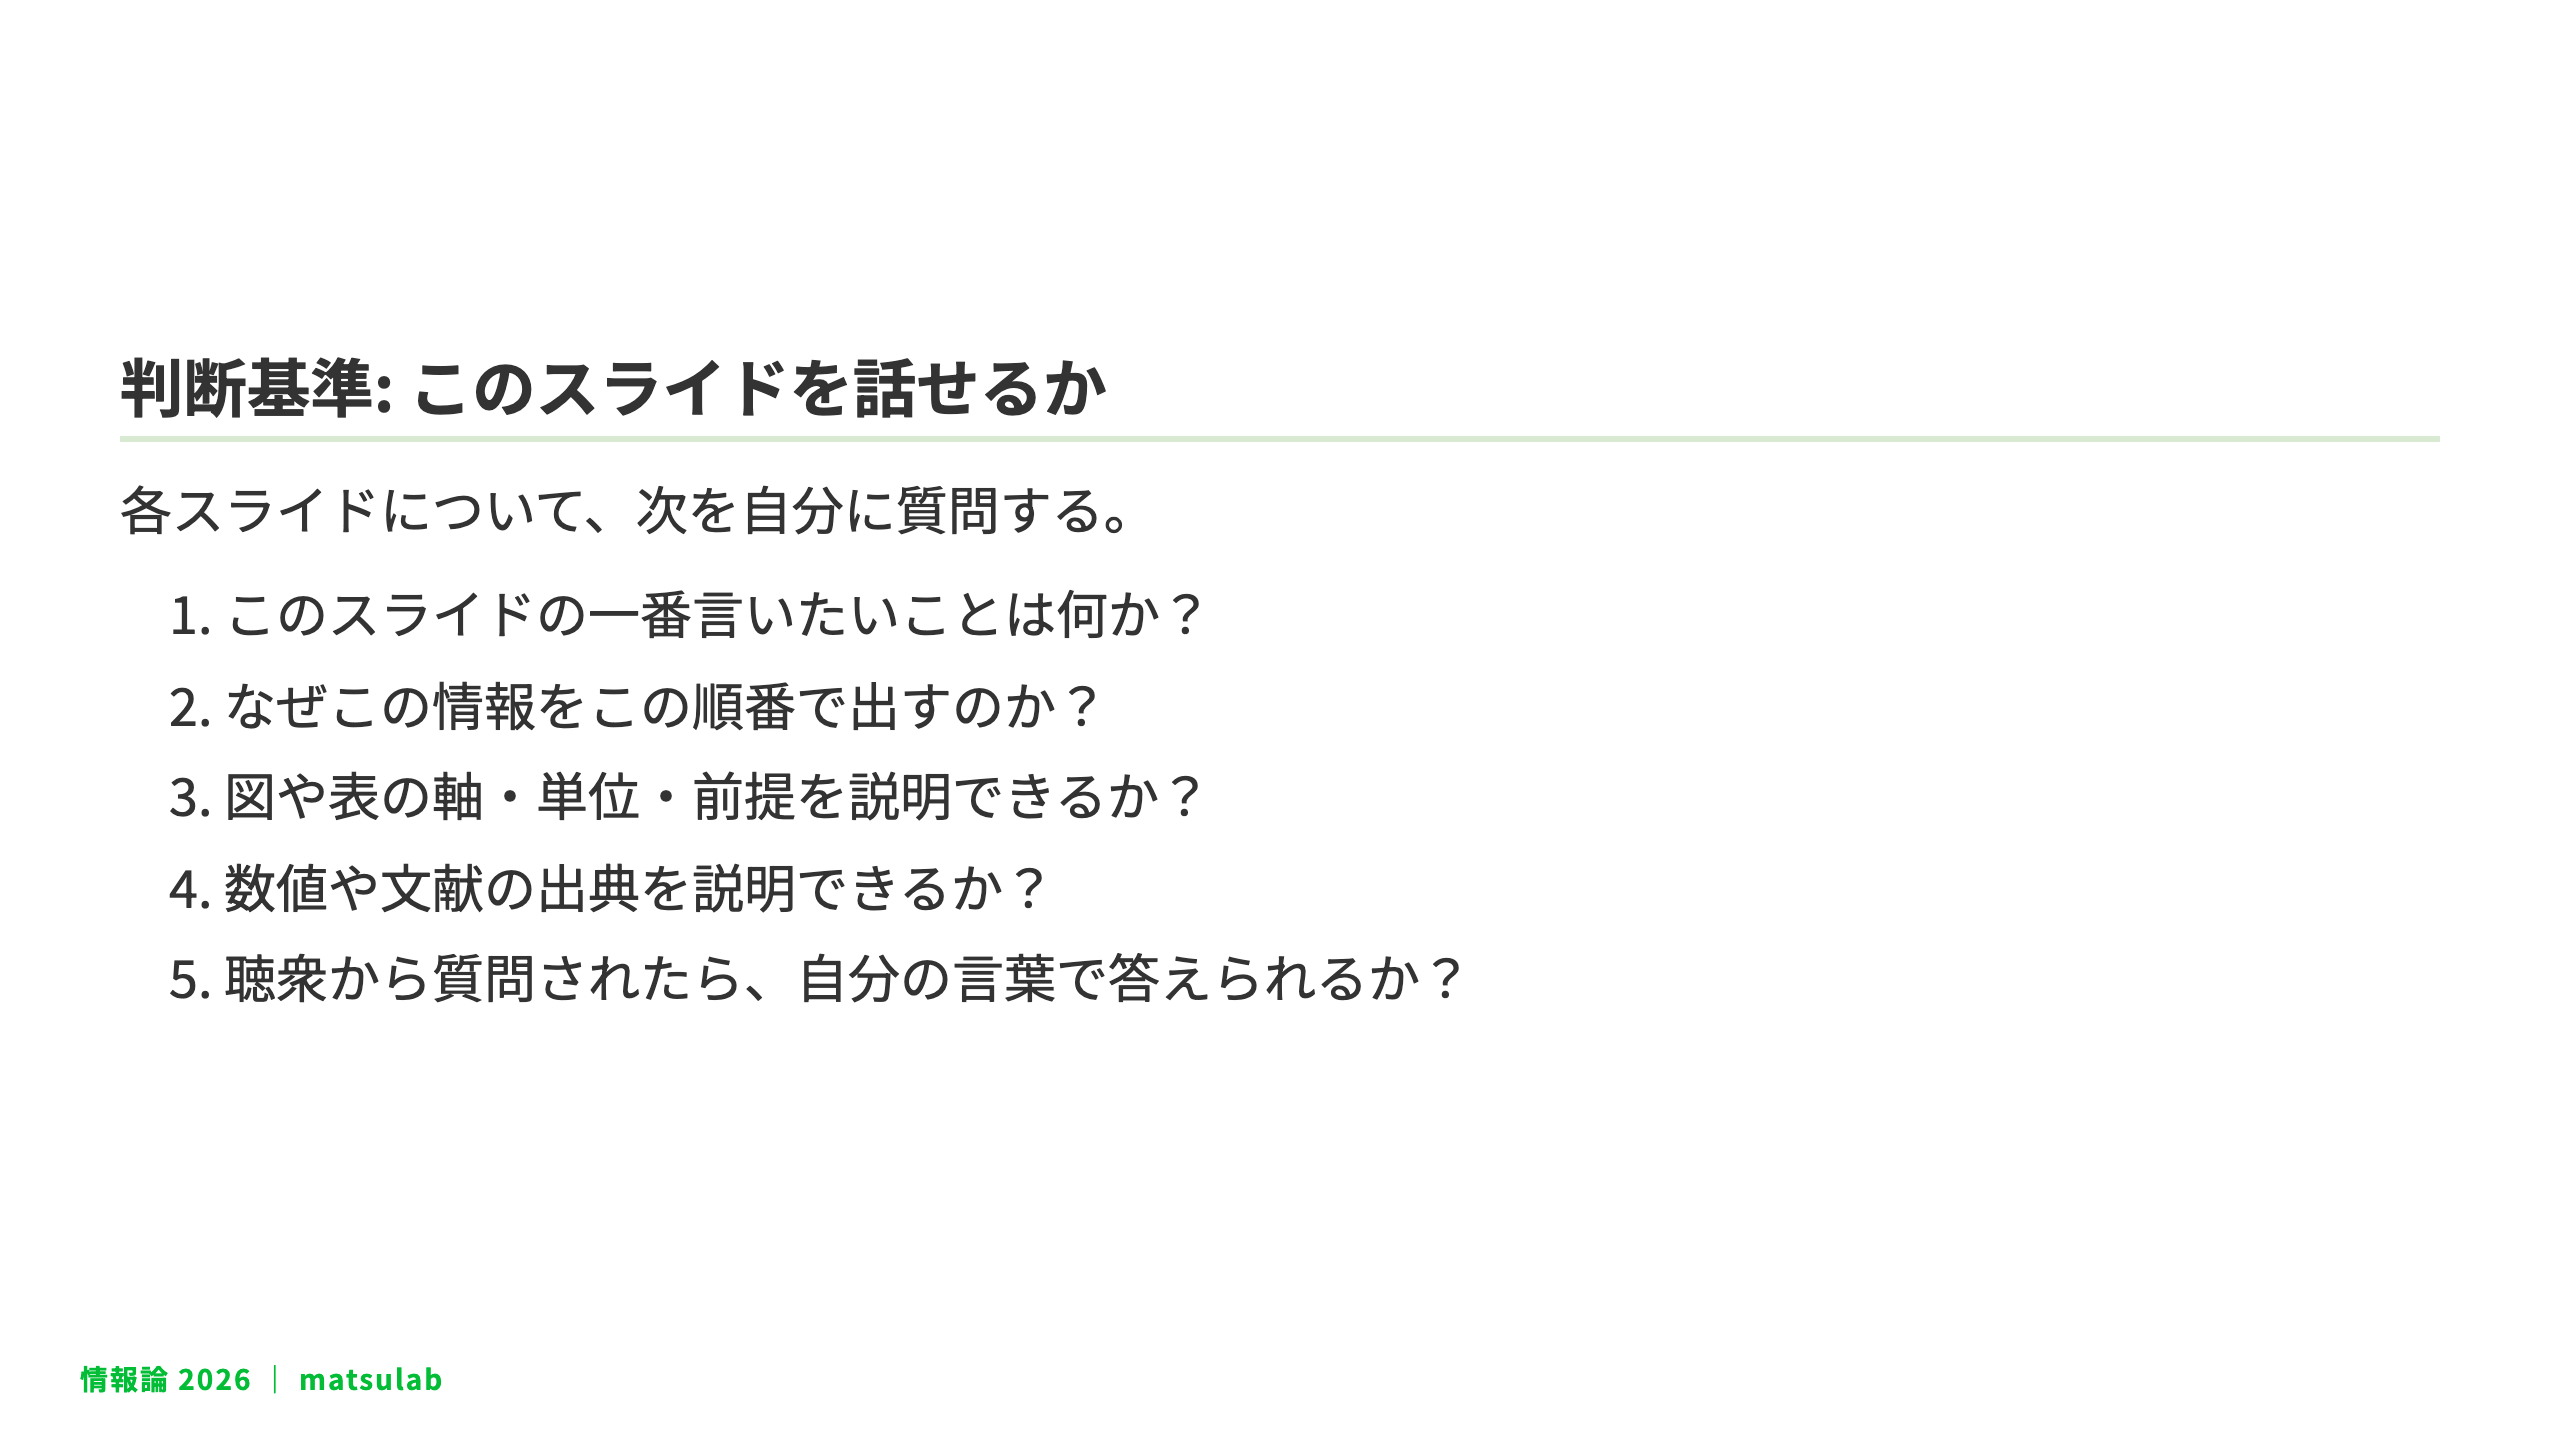 判断基準: このスライドを話せるか
各スライドについて、次を自分に質問する。
1. このスライドの一番言いたいことは何か？
2. なぜこの情報をこの順番で出すのか？
3. 図や表の軸・単位・前提を説明できるか？
4. 数値や文献の出典を説明できるか？
5. 聴衆から質問されたら、自分の言葉で答えられるか？
情報論 2026 ｜ matsulab